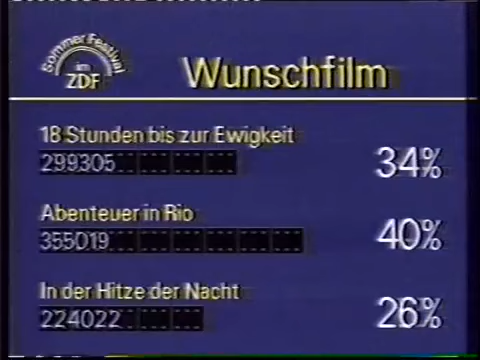 Sommer Festival
im
ZDF
Wunschfilm
18 Stunden bis zur Ewigkeit
299305
34%
Abenteuer in Rio
355019
40%
In der Hitze der Nacht
224022
26%